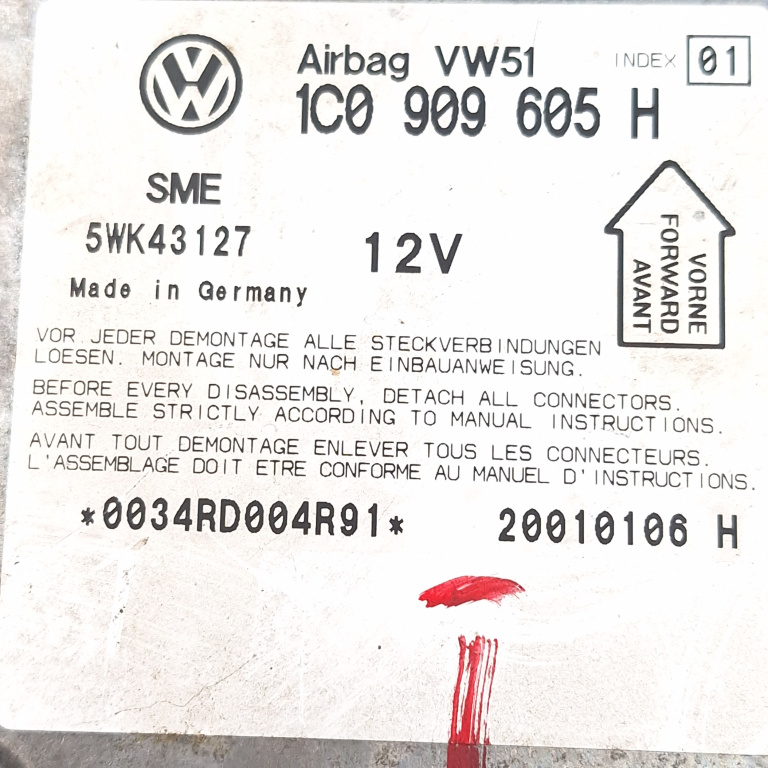 Airbag VW51 INDEX 01
1C0 909 605 H
SME
5WK43127 12V
Made in Germany
VORNE
FORWARD
AVANT
VOR JEDER DEMONTAGE ALLE STECKVERBINDUNGEN
LOESEN. MONTAGE NUR NACH EINBAUANWEISUNG.
BEFORE EVERY DISASSEMBLY, DETACH ALL CONNECTORS.
ASSEMBLE STRICTLY ACCORDING TO MANUAL INSTRUCTIONS.
AVANT TOUT DEMONTAGE ENLEVER TOUS LES CONNECTEURS.
L'ASSEMBLAGE DOIT ETRE CONFORME AU MANUEL D'INSTRUCTIONS.
*0034RD004R91* 20010106 H